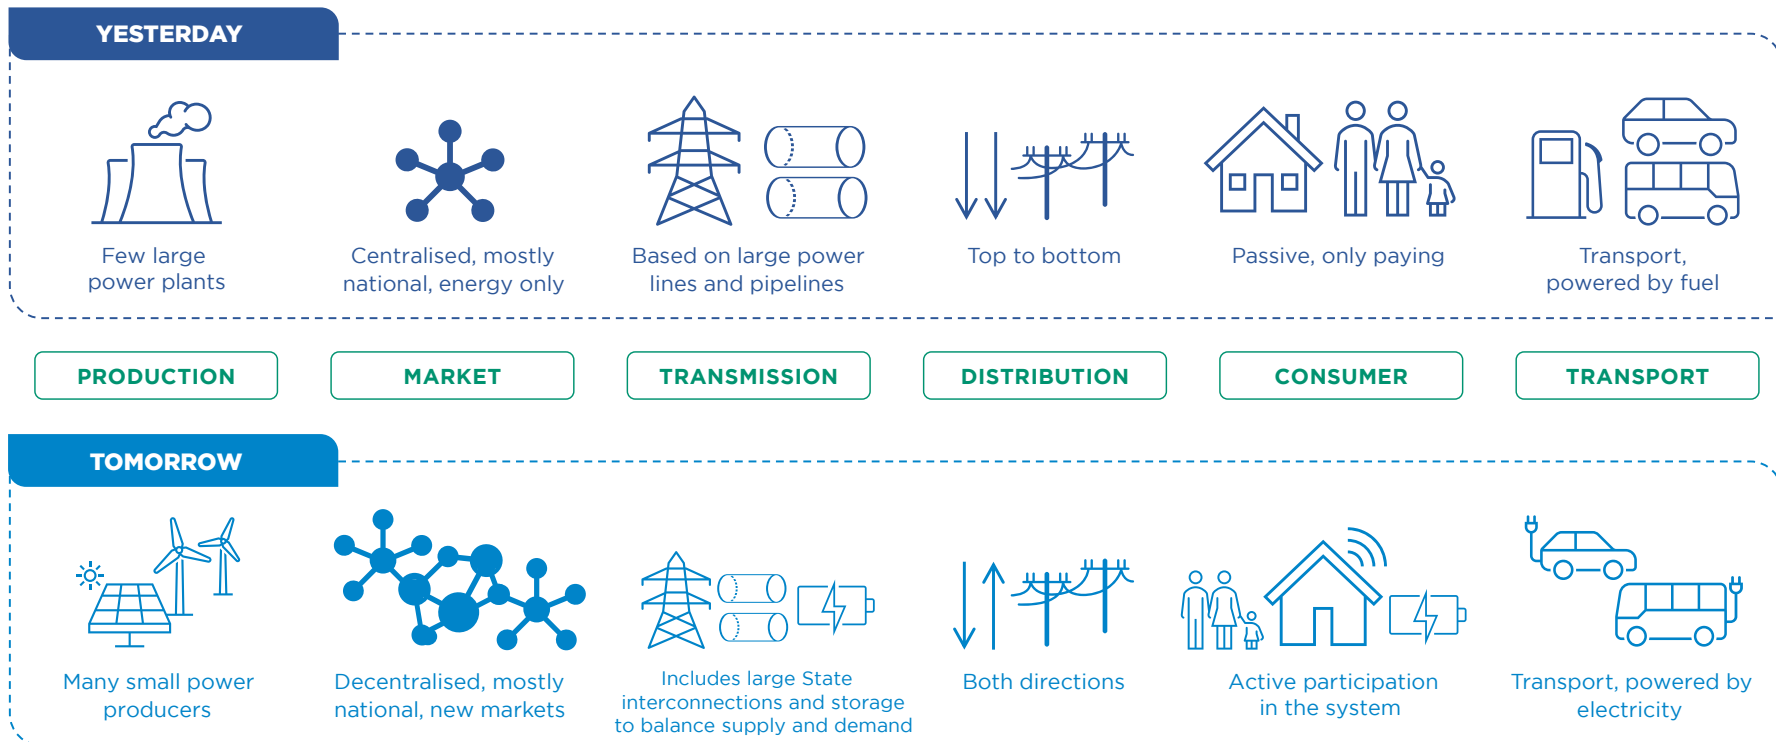 YESTERDAY
Few large
power plants
Centralised, mostly
national, energy only
Based on large power
lines and pipelines
Top to bottom
Passive, only paying
Transport,
powered by fuel
PRODUCTION
MARKET
TRANSMISSION
DISTRIBUTION
CONSUMER
TRANSPORT
TOMORROW
Many small power
producers
Decentralised, mostly
national, new markets
Includes large State
interconnections and storage
to balance supply and demand
Both directions
Active participation
in the system
Transport, powered by
electricity